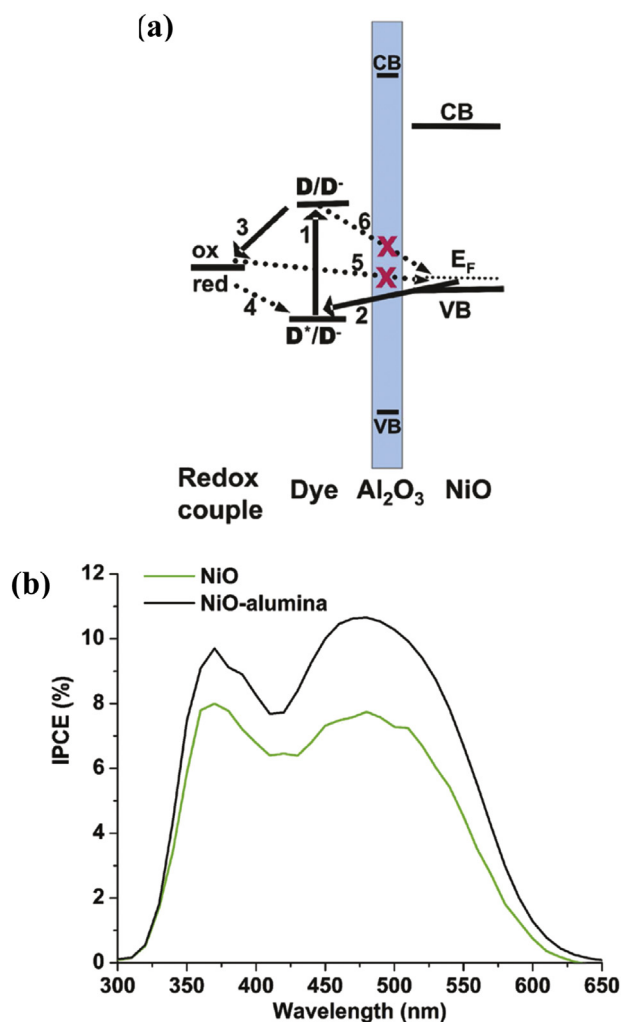 (a)
CB
CB
D/D-
3
1
6
ox
5
E_F
red
4
2
VB
D*/D-
VB
Redox couple
Dye
Al₂O₃
NiO
(b)
NiO
NiO-alumina
12
10
8
6
4
2
0
IPCE (%)
300
350
400
450
500
550
600
650
Wavelength (nm)